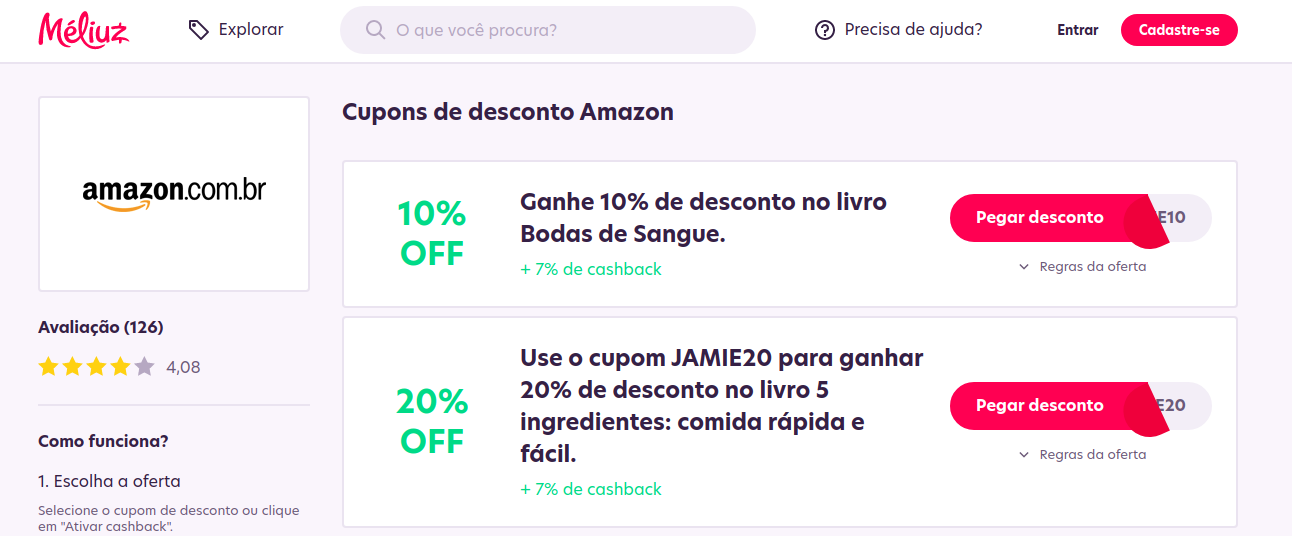 Méliuz
Explorar
O que você procura?
Precisa de ajuda?
Entrar
Cadastre-se
amazon.com.br
Avaliação (126)
4,08
Como funciona?
1. Escolha a oferta
Selecione o cupom de desconto ou clique
em "Ativar cashback".
Cupons de desconto Amazon
10%
OFF
Ganhe 10% de desconto no livro
Bodas de Sangue.
+ 7% de cashback
Pegar desconto
E10
Regras da oferta
20%
OFF
Use o cupom JAMIE20 para ganhar
20% de desconto no livro 5
ingredientes: comida rápida e
fácil.
+ 7% de cashback
Pegar desconto
E20
Regras da oferta